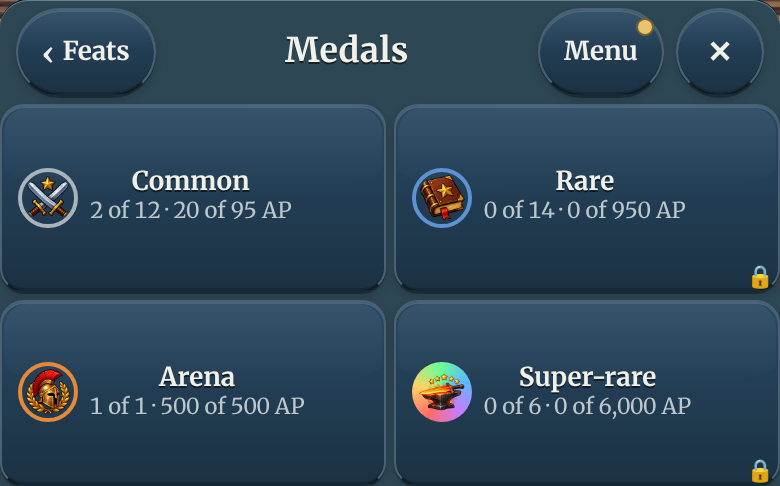 ‹ Feats
Medals
Menu
×
Common
2 of 12 · 20 of 95 AP
Rare
0 of 14 · 0 of 950 AP
Arena
1 of 1 · 500 of 500 AP
Super-rare
0 of 6 · 0 of 6,000 AP